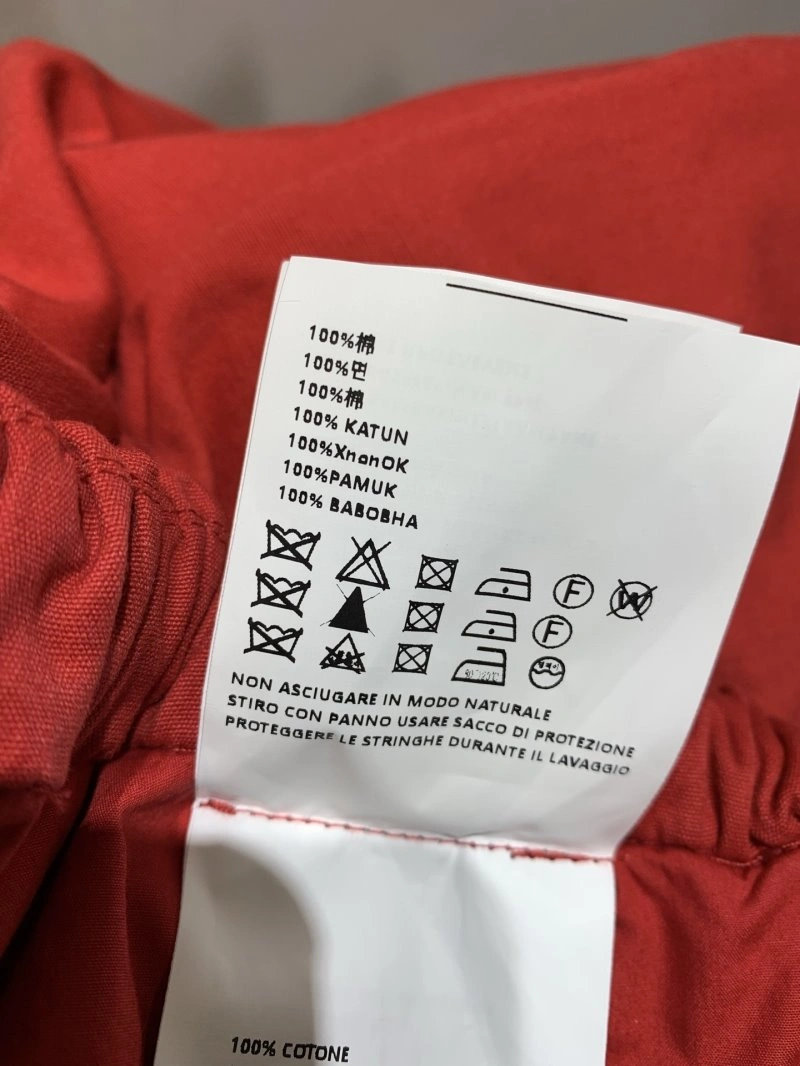 100%棉
100%면
100%棉
100% KATUN
100%XnanOK
100%PAMUK
100% BABOBHA
F
W
F
NON ASCIUGARE IN MODO NATURALE
STIRO CON PANNO USARE SACCO DI PROTEZIONE
PROTEGGERE LE STRINGHE DURANTE IL LAVAGGIO
100% COTONE